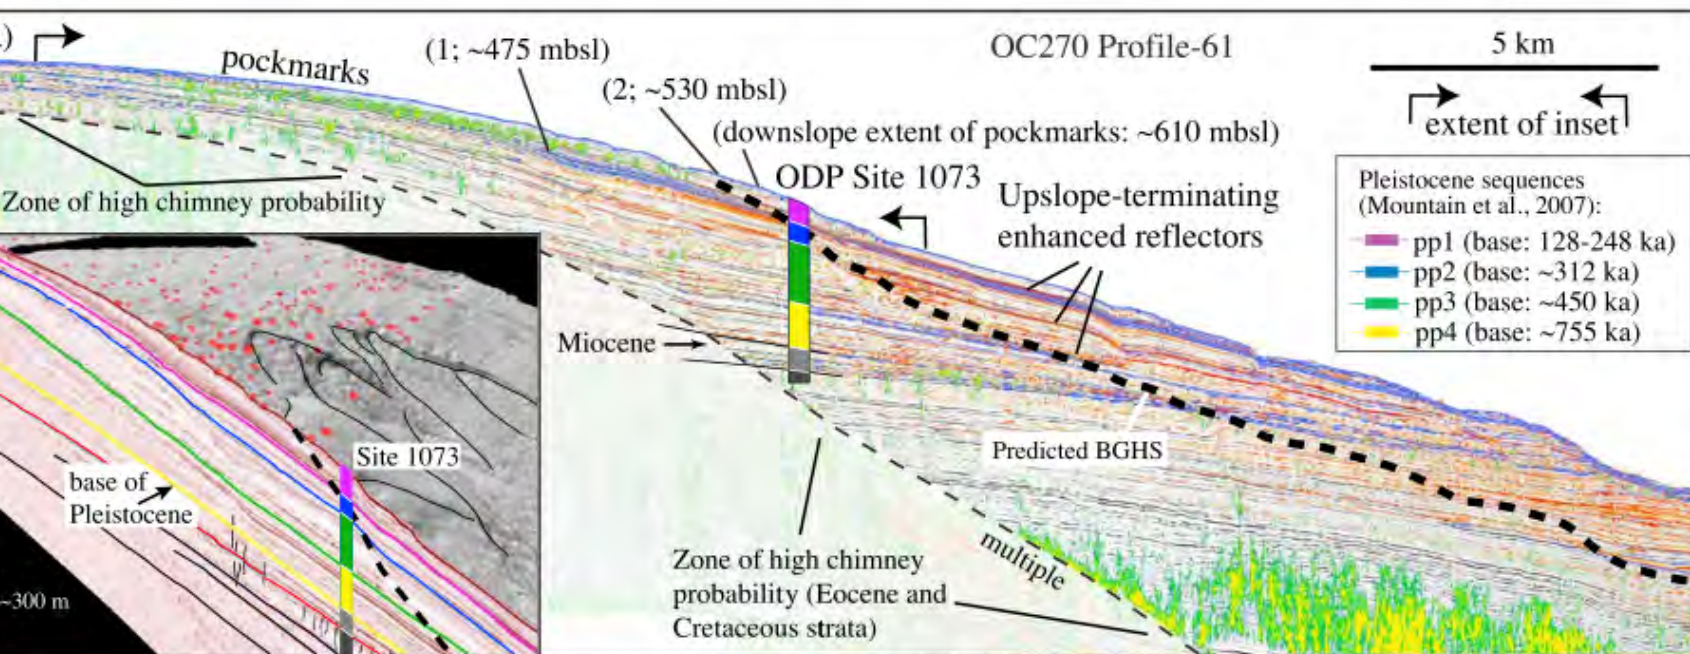 pockmarks
(1; ~475 mbsl)
(2; ~530 mbsl)
(downslope extent of pockmarks: ~610 mbsl)
OC270 Profile-61
5 km
extent of inset
ODP Site 1073
Upslope-terminating
enhanced reflectors
Pleistocene sequences
(Mountain et al., 2007):
pp1 (base: 128-248 ka)
pp2 (base: ~312 ka)
pp3 (base: ~450 ka)
pp4 (base: ~755 ka)
Zone of high chimney probability
Miocene
Predicted BGHS
Site 1073
base of
Pleistocene
~300 m
Zone of high chimney
probability (Eocene and
Cretaceous strata)
multiple